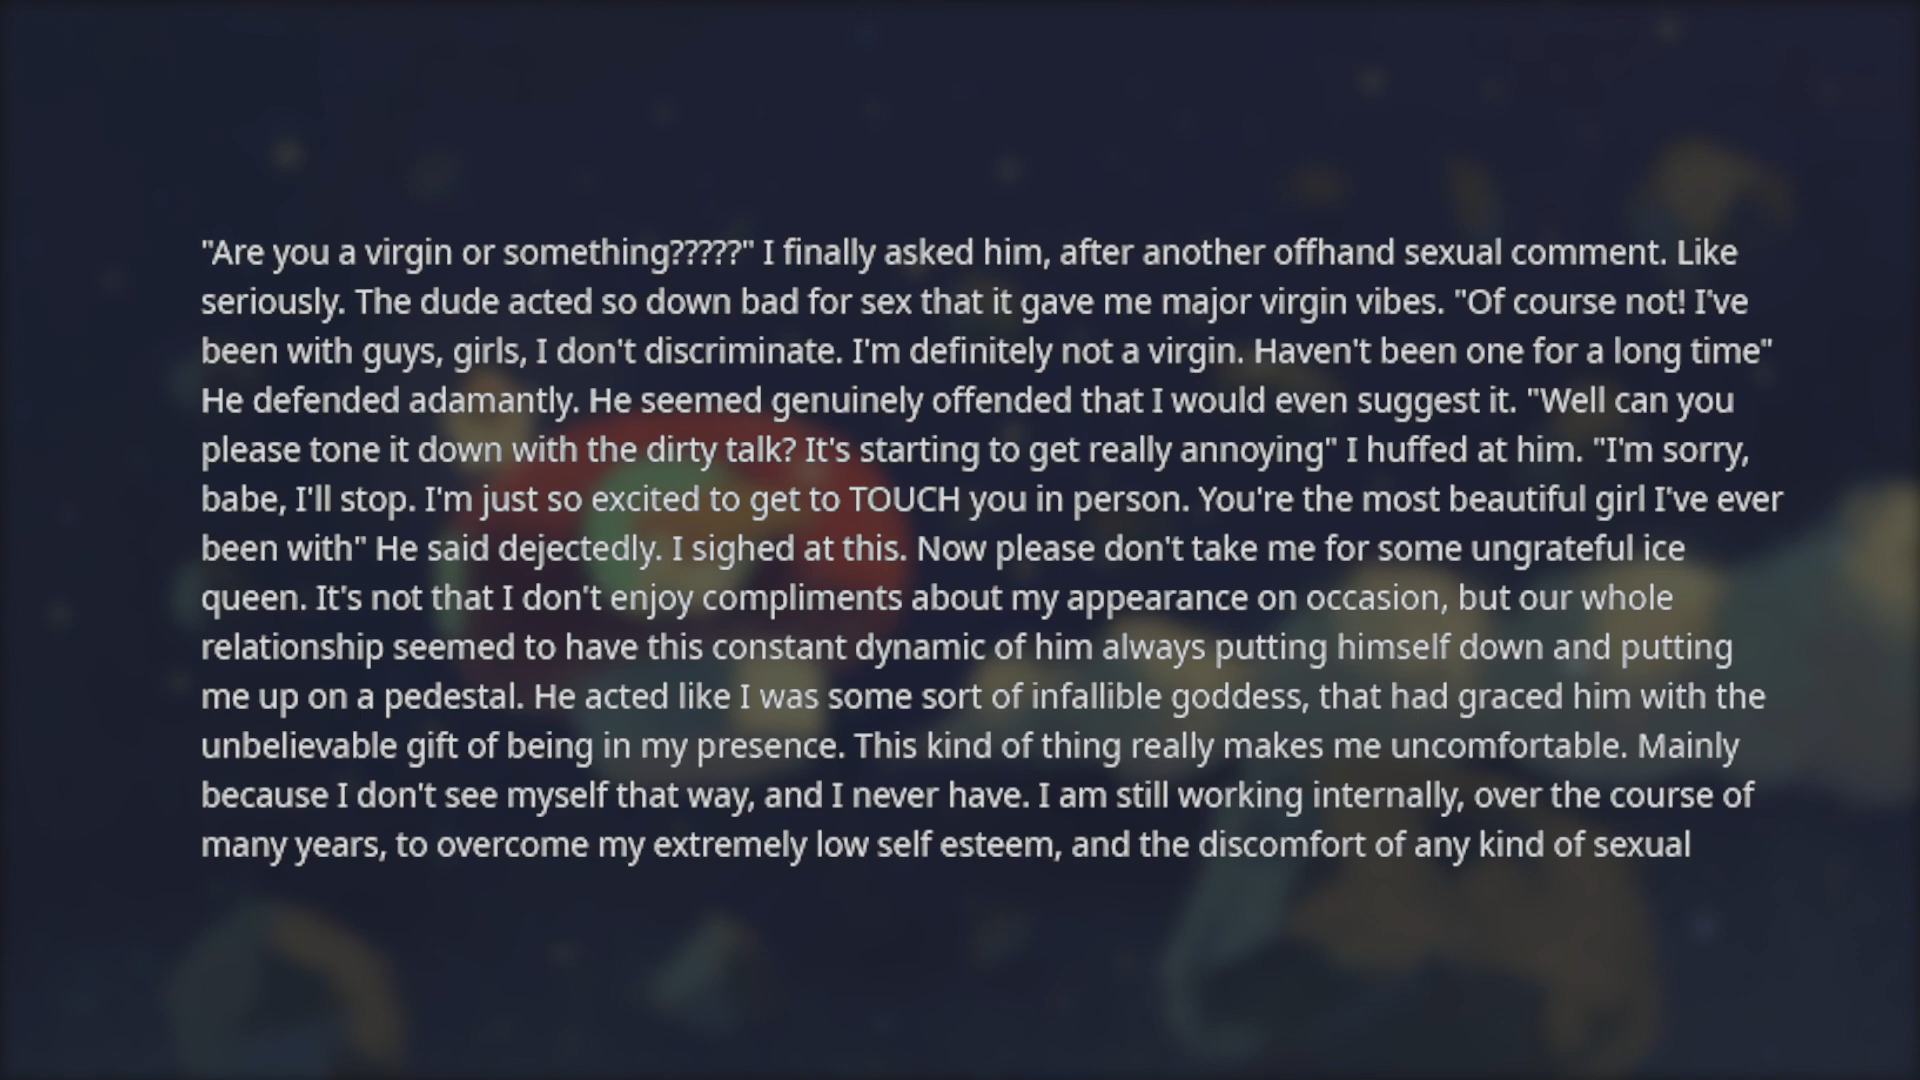 "Are you a virgin or something?????" I finally asked him, after another offhand sexual comment. Like
seriously. The dude acted so down bad for sex that it gave me major virgin vibes. "Of course not! I've
been with guys, girls, I don't discriminate. I'm definitely not a virgin. Haven't been one for a long time"
He defended adamantly. He seemed genuinely offended that I would even suggest it. "Well can you
please tone it down with the dirty talk? It's starting to get really annoying" I huffed at him. "I'm sorry,
babe, I'll stop. I'm just so excited to get to TOUCH you in person. You're the most beautiful girl I've ever
been with" He said dejectedly. I sighed at this. Now please don't take me for some ungrateful ice
queen. It's not that I don't enjoy compliments about my appearance on occasion, but our whole
relationship seemed to have this constant dynamic of him always putting himself down and putting
me up on a pedestal. He acted like I was some sort of infallible goddess, that had graced him with the
unbelievable gift of being in my presence. This kind of thing really makes me uncomfortable. Mainly
because I don't see myself that way, and I never have. I am still working internally, over the course of
many years, to overcome my extremely low self esteem, and the discomfort of any kind of sexual